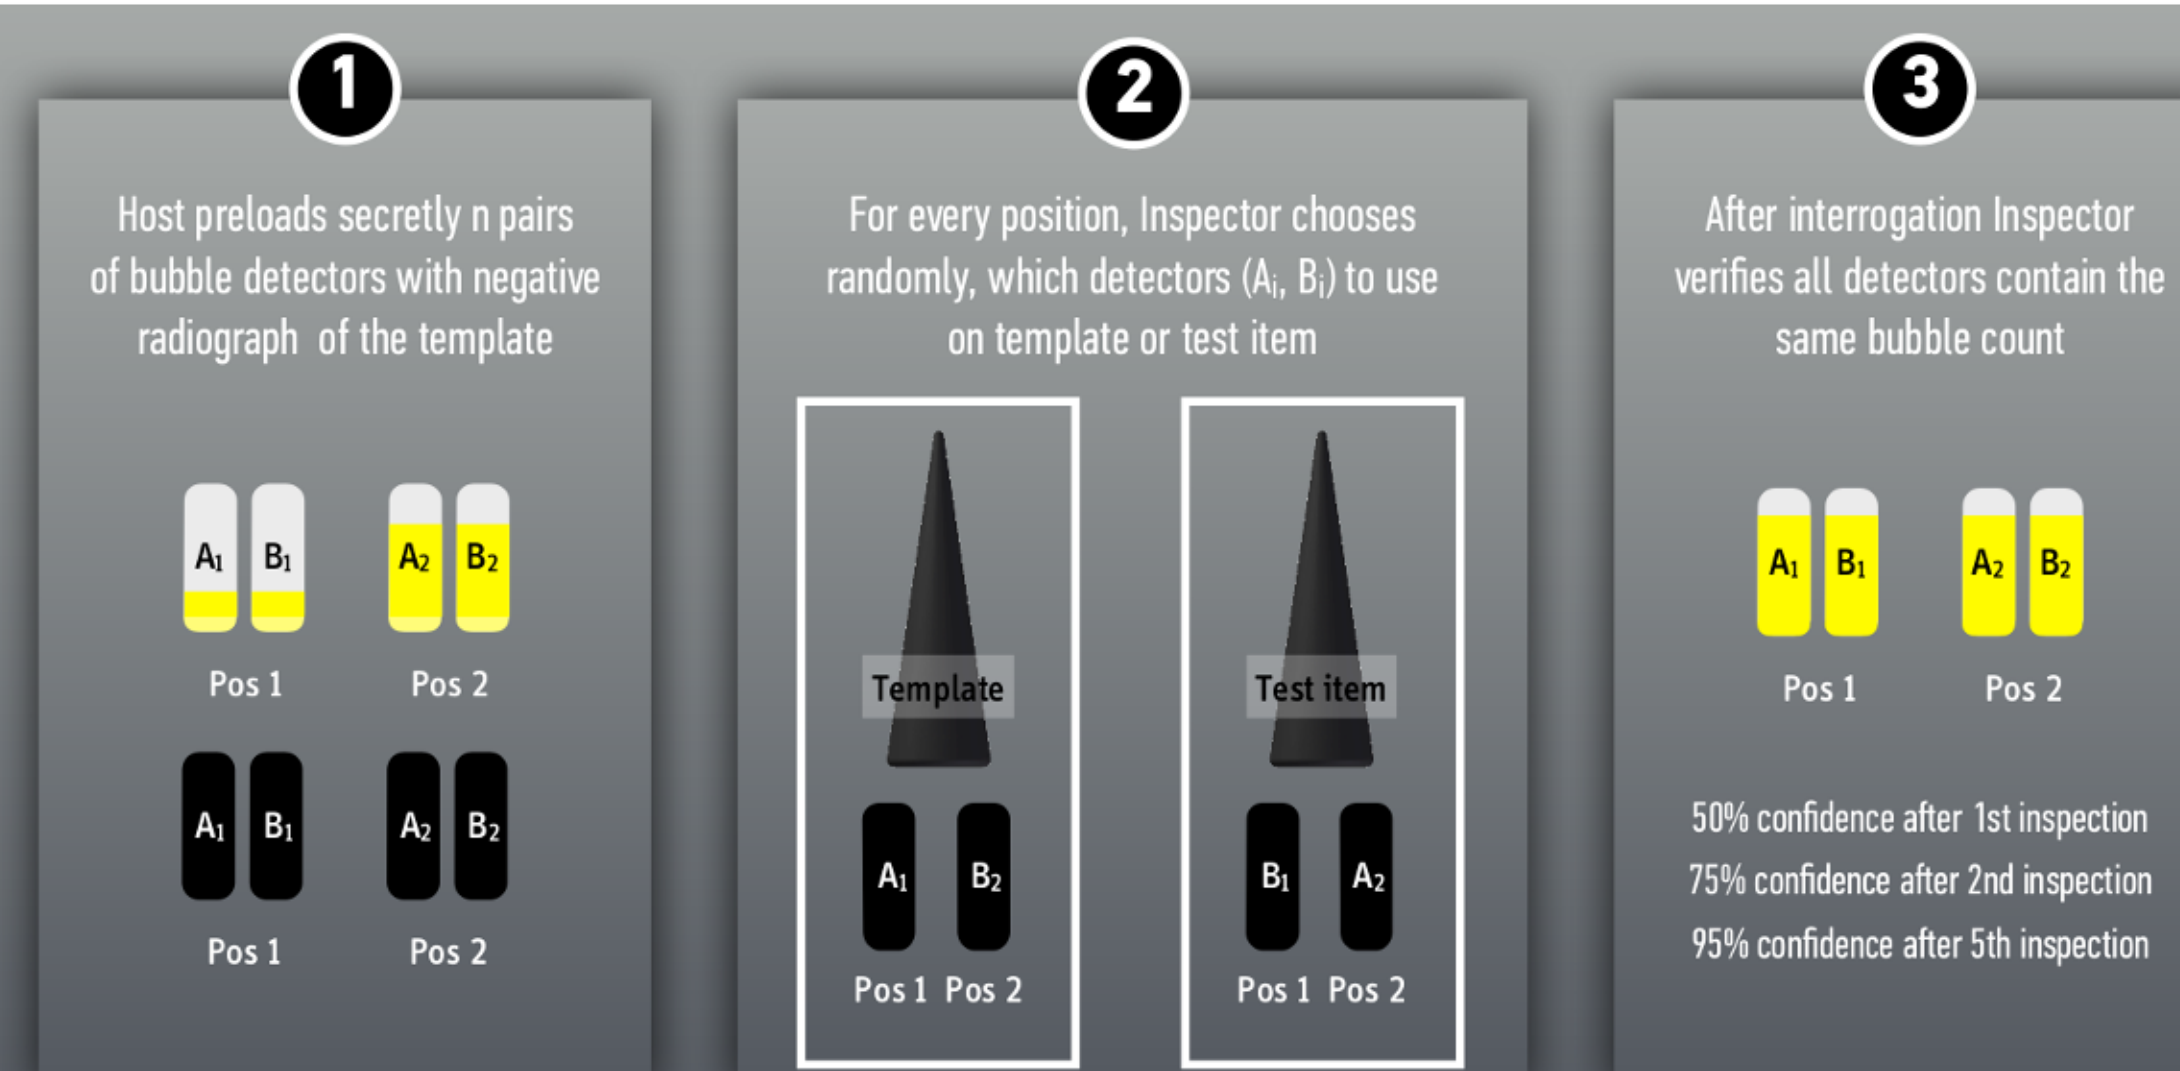 1
Host preloads secretly n pairs
of bubble detectors with negative
radiograph of the template
A₁ B₁ A₂ B₂
Pos 1 Pos 2
A₁ B₁ A₂ B₂
Pos 1 Pos 2
2
For every position, Inspector chooses
randomly, which detectors (Aᵢ, Bᵢ) to use
on template or test item
Template
A₁ B₂
Pos 1 Pos 2
Test item
B₁ A₂
Pos 1 Pos 2
3
After interrogation Inspector
verifies all detectors contain the
same bubble count
A₁ B₁ A₂ B₂
Pos 1 Pos 2
50% confidence after 1st inspection
75% confidence after 2nd inspection
95% confidence after 5th inspection